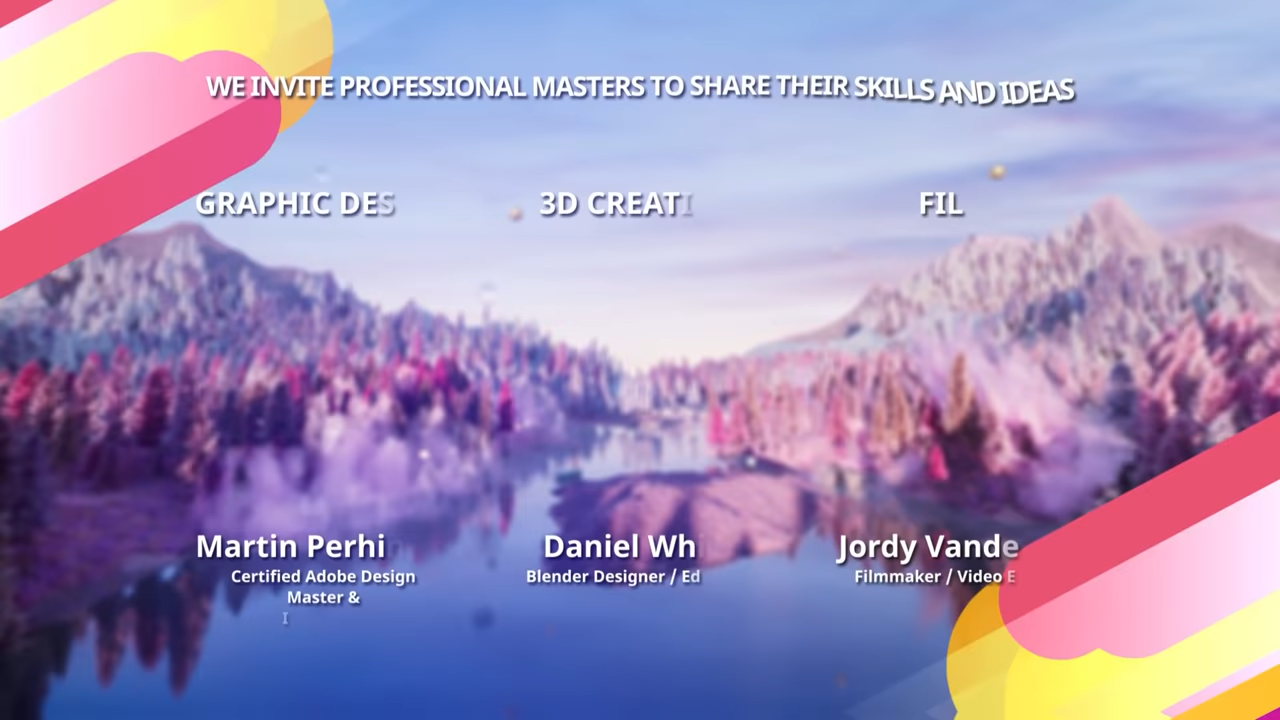 WE INVITE PROFESSIONAL MASTERS TO SHARE THEIR SKILLS AND IDEAS
GRAPHIC DES
3D CREATI
FIL
Martin Perhi
Daniel Wh
Jordy Vande
Certified Adobe Design
Blender Designer / Ed
Filmmaker / Video E
Master &
I